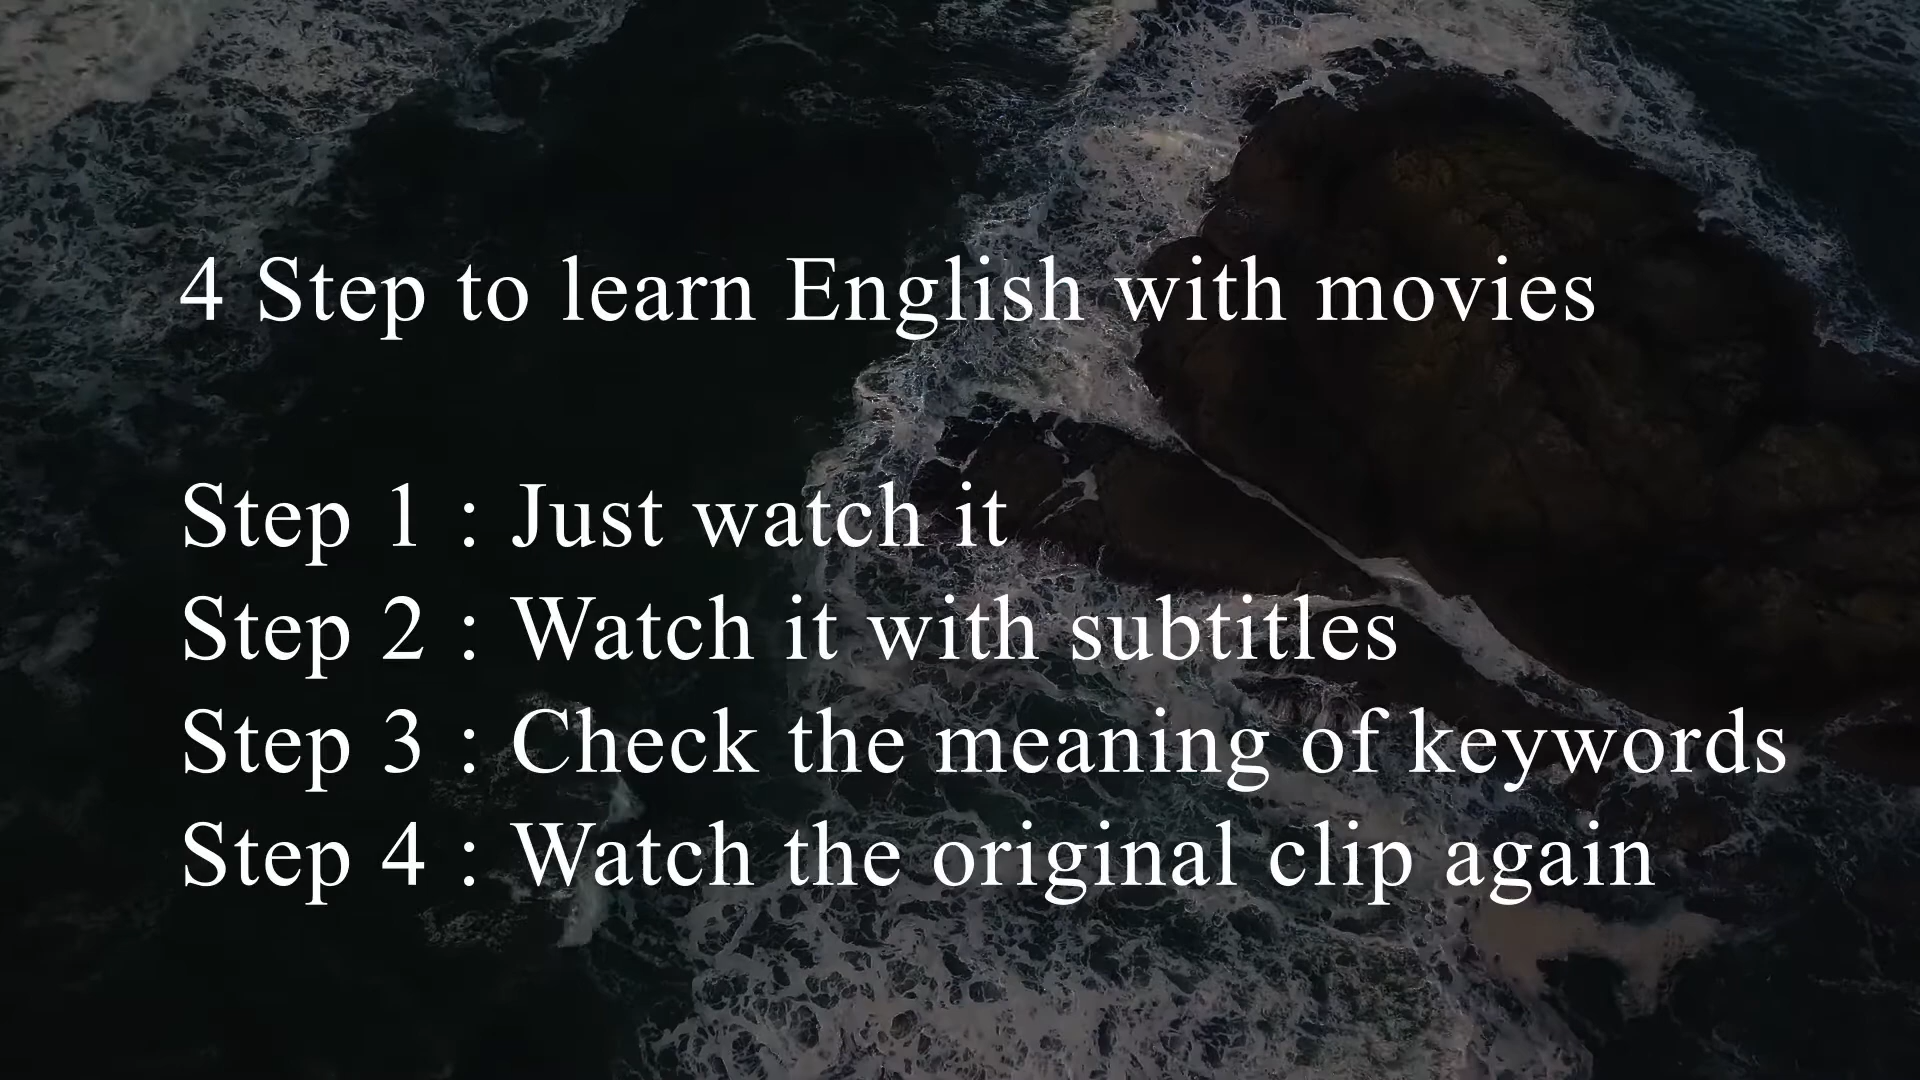 4 Step to learn English with movies
Step 1 : Just watch it
Step 2 : Watch it with subtitles
Step 3 : Check the meaning of keywords
Step 4 : Watch the original clip again